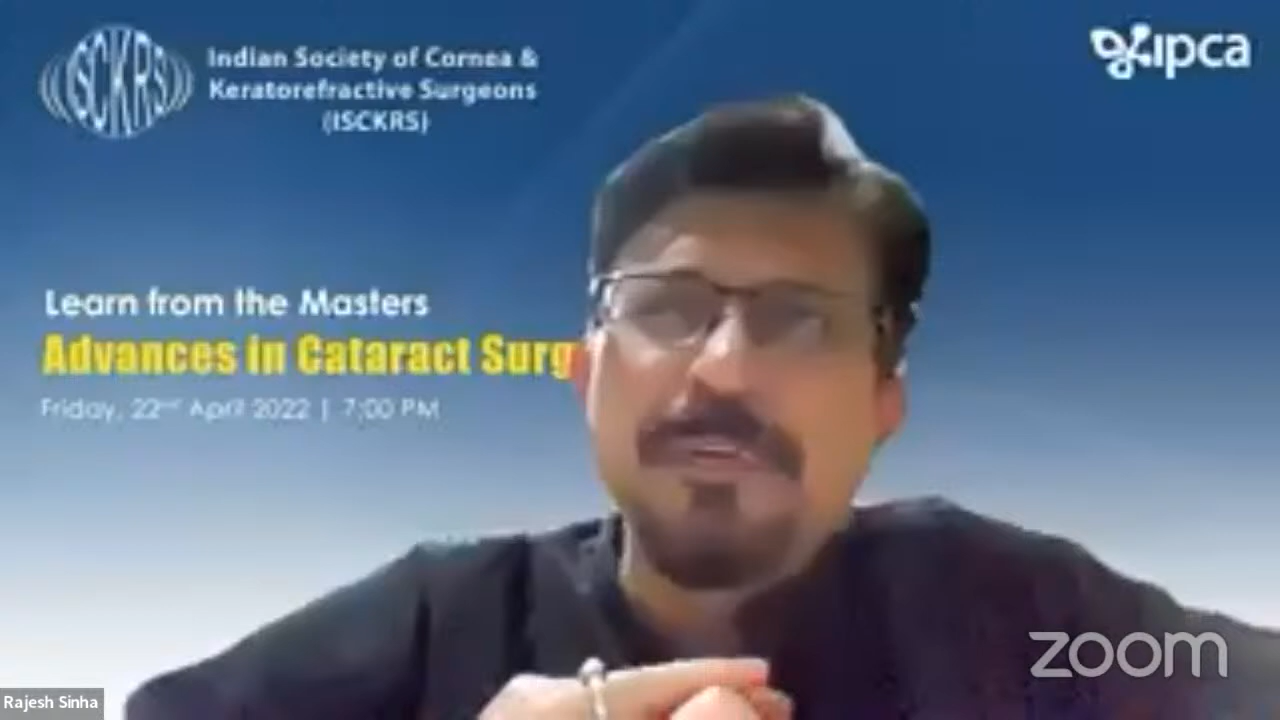 ISCKRS
Indian Society of Cornea &
Keratorefractive Surgeons
(ISCKRS)
ipca
Learn from the Masters
Advances in Cataract Surg
Friday, 22nd April 2022 | 7:00 PM
zoom
Rajesh Sinha